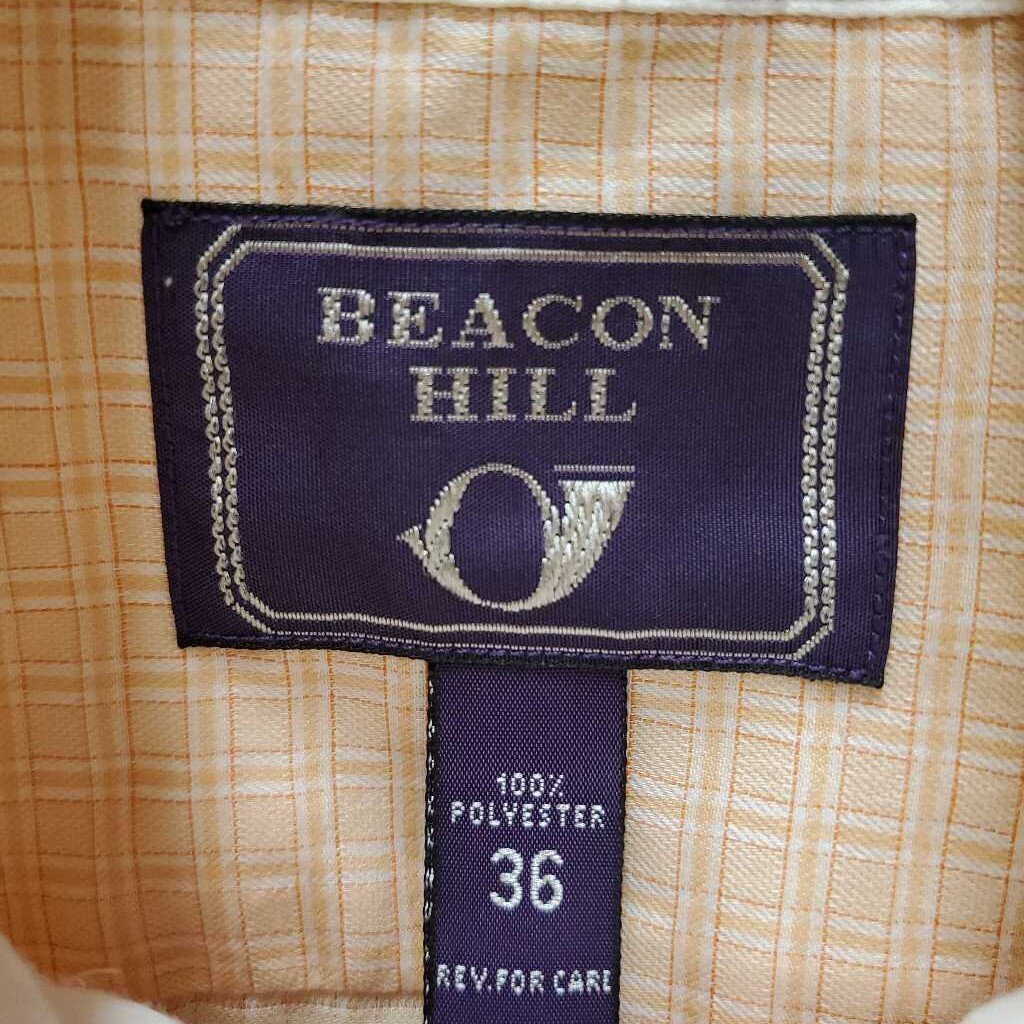 BEACON
HILL
100%
POLYESTER
36
REV. FOR CARE